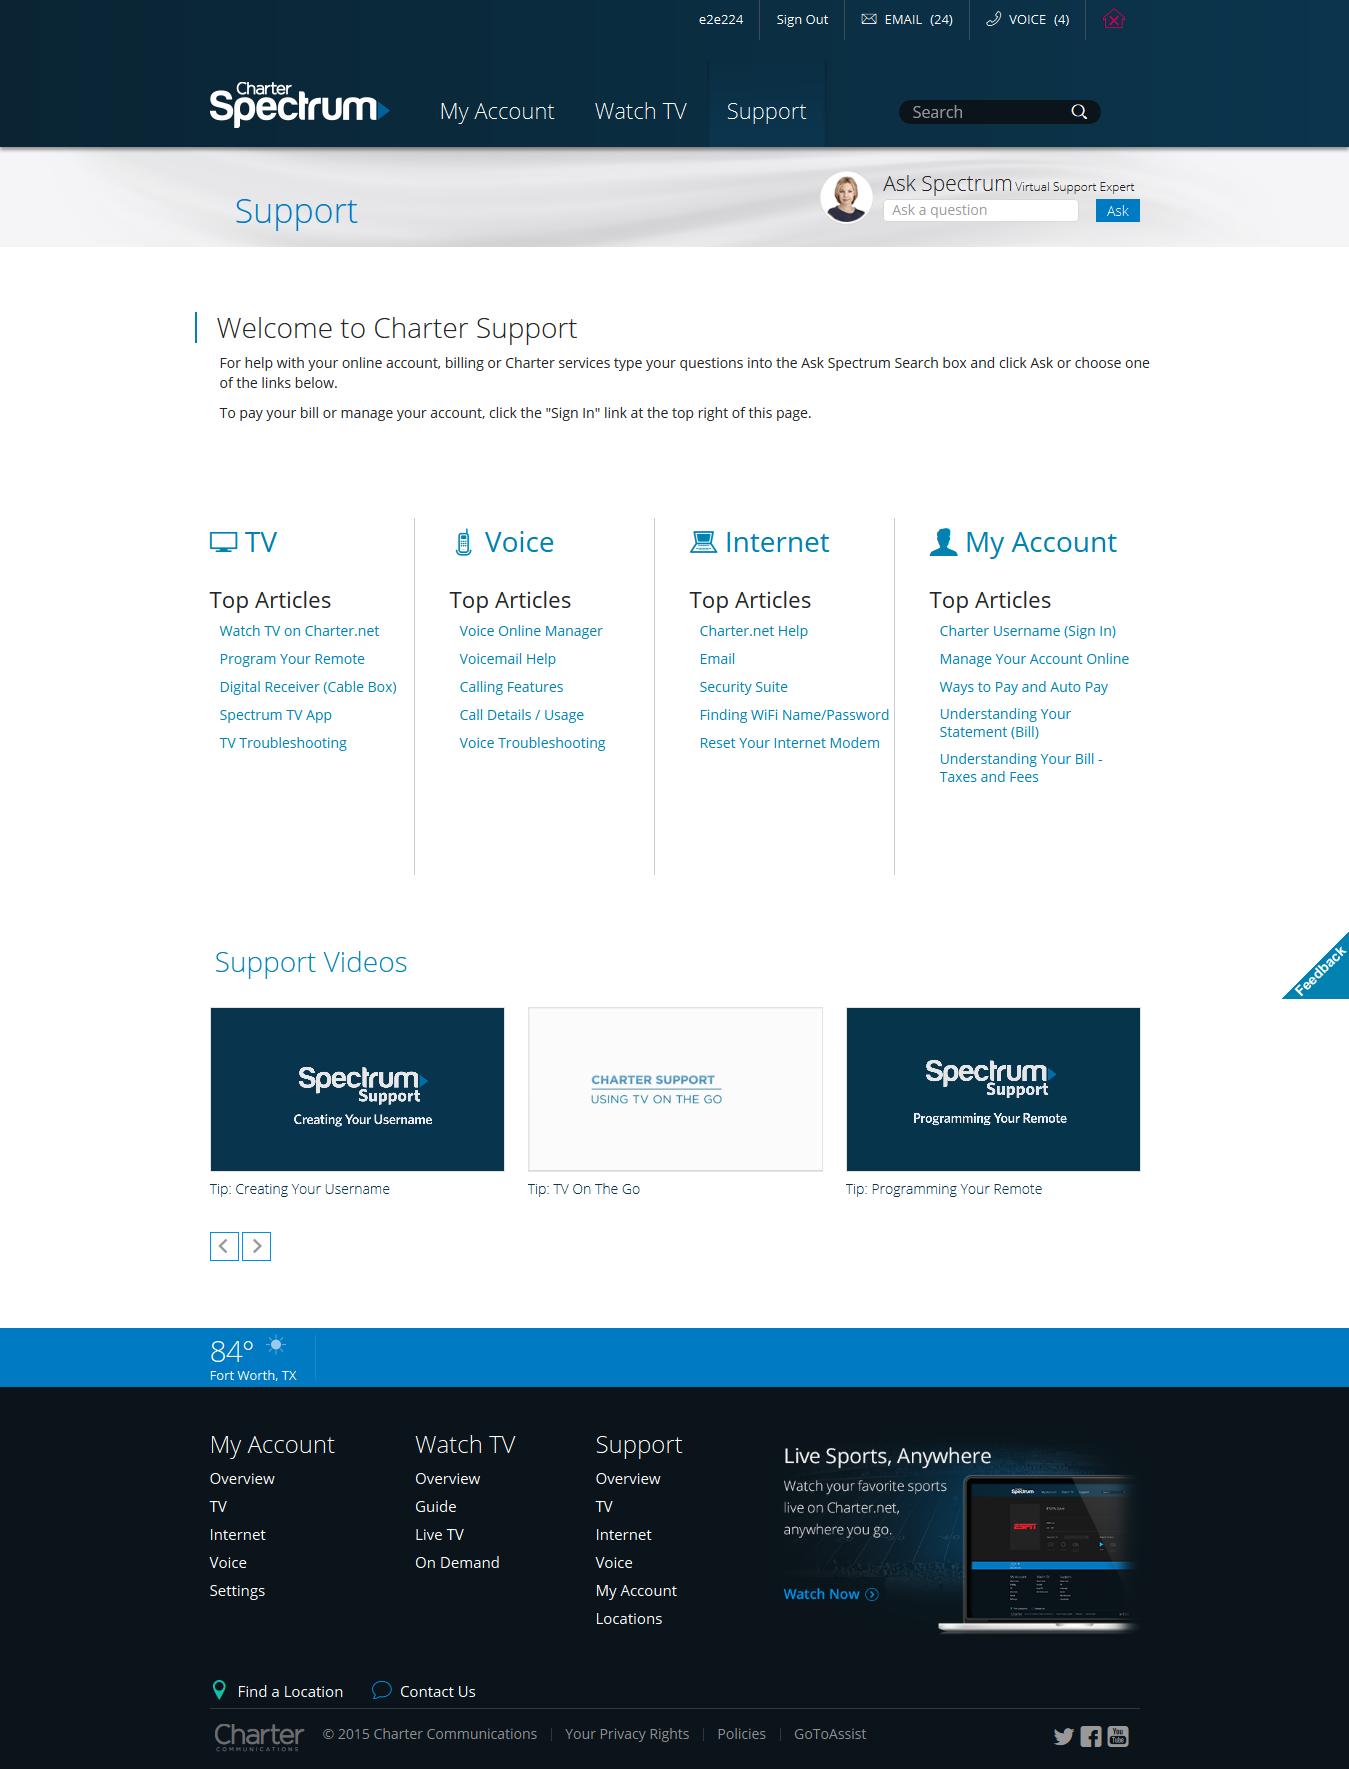 e2e224
Sign Out
EMAIL (24)
VOICE (4)
Charter
Spectrum
My Account
Watch TV
Support
Search
Support
Ask Spectrum Virtual Support Expert
Ask a question
Ask
Welcome to Charter Support
For help with your online account, billing or Charter services type your questions into the Ask Spectrum Search box and click Ask or choose one
of the links below.
To pay your bill or manage your account, click the "Sign In" link at the top right of this page.
TV
Top Articles
Watch TV on Charter.net
Program Your Remote
Digital Receiver (Cable Box)
Spectrum TV App
TV Troubleshooting
Voice
Top Articles
Voice Online Manager
Voicemail Help
Calling Features
Call Details / Usage
Voice Troubleshooting
Internet
Top Articles
Charter.net Help
Email
Security Suite
Finding WiFi Name/Password
Reset Your Internet Modem
My Account
Top Articles
Charter Username (Sign In)
Manage Your Account Online
Ways to Pay and Auto Pay
Understanding Your
Statement (Bill)
Understanding Your Bill -
Taxes and Fees
Feedback
Support Videos
Spectrum
Support
Creating Your Username
CHARTER SUPPORT
USING TV ON THE GO
Spectrum
Support
Programming Your Remote
Tip: Creating Your Username
Tip: TV On The Go
Tip: Programming Your Remote
84°
Fort Worth, TX
My Account
Overview
TV
Internet
Voice
Settings
Watch TV
Overview
Guide
Live TV
On Demand
Support
Overview
TV
Internet
Voice
My Account
Locations
Live Sports, Anywhere
Watch your favorite sports
live on Charter.net,
anywhere you go.
Watch Now
Spectrum
ESPN
Find a Location
Contact Us
Charter
COMMUNICATIONS
© 2015 Charter Communications
Your Privacy Rights
Policies
GoToAssist
You
Tube